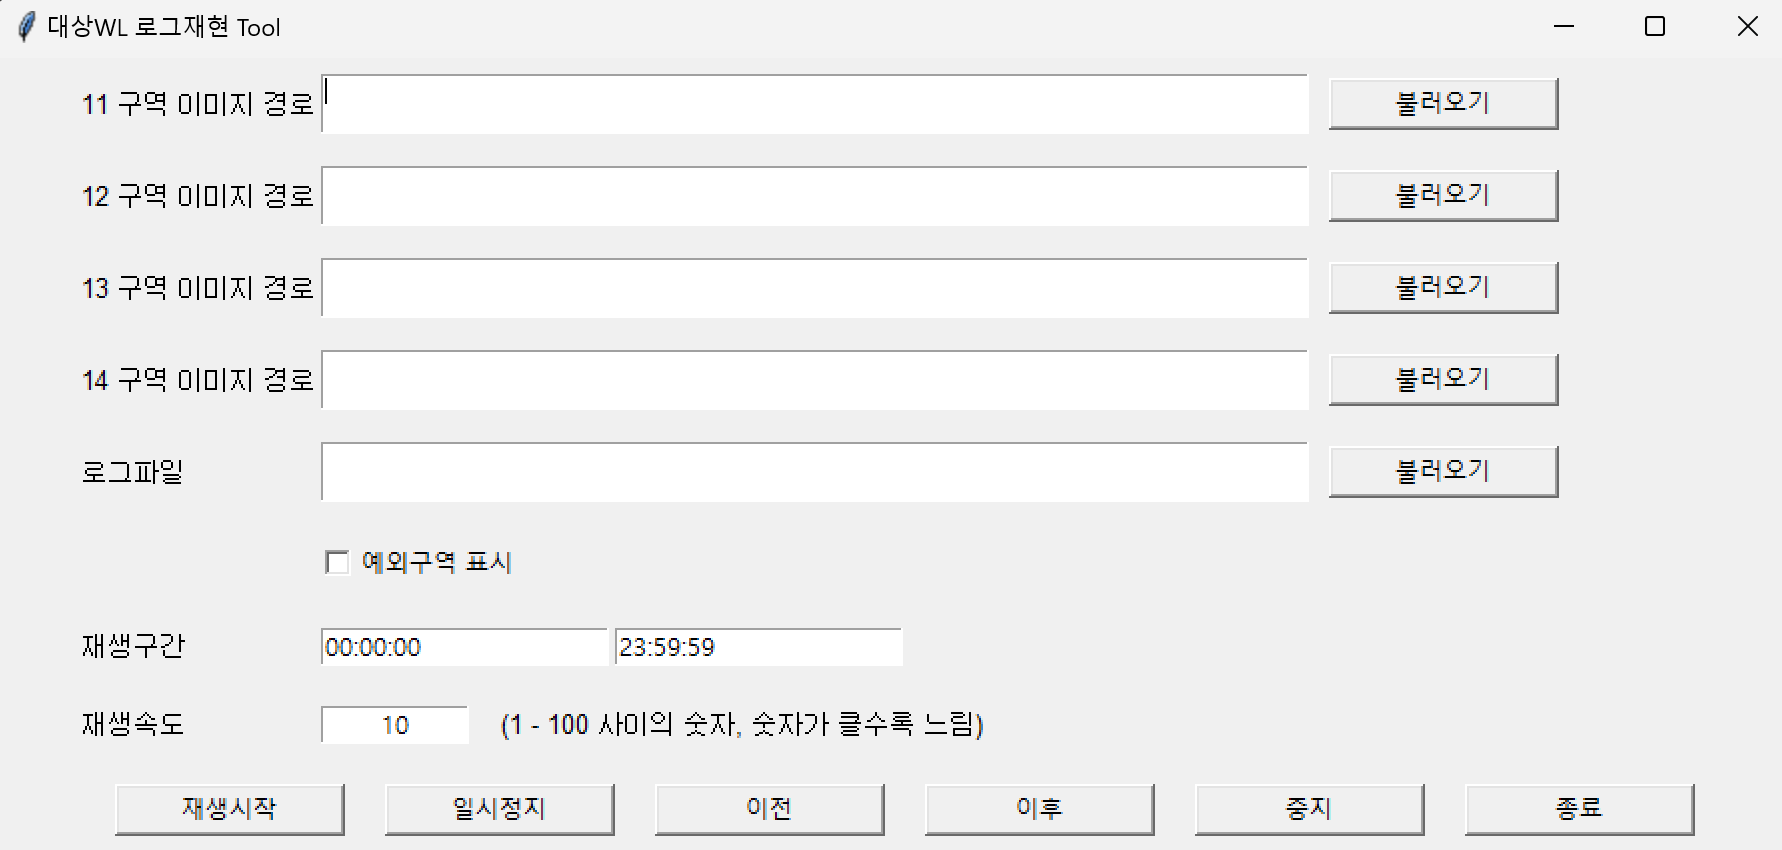 대상WL 로그재현 Tool
11 구역 이미지 경로 불러오기
12 구역 이미지 경로 불러오기
13 구역 이미지 경로 불러오기
14 구역 이미지 경로 불러오기
로그파일 불러오기
예외구역 표시
재생구간 00:00:00 23:59:59
재생속도 10 (1 - 100 사이의 숫자, 숫자가 클수록 느림)
재생시작 일시정지 이전 이후 중지 종료